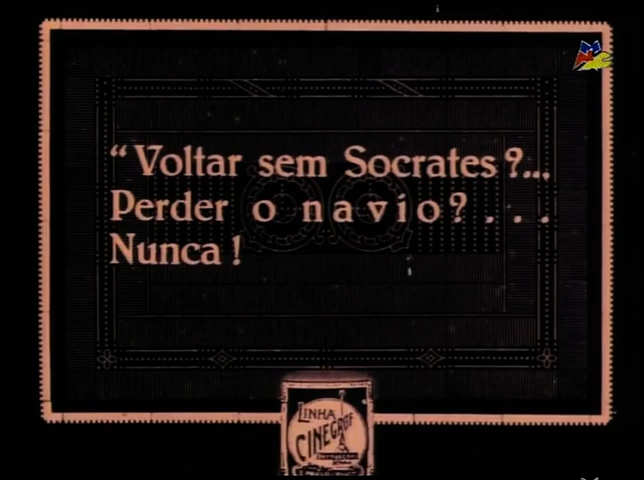 “Voltar sem Socrates?...
Perder o navio?...
Nunca!
LINHA
CINEGRAF